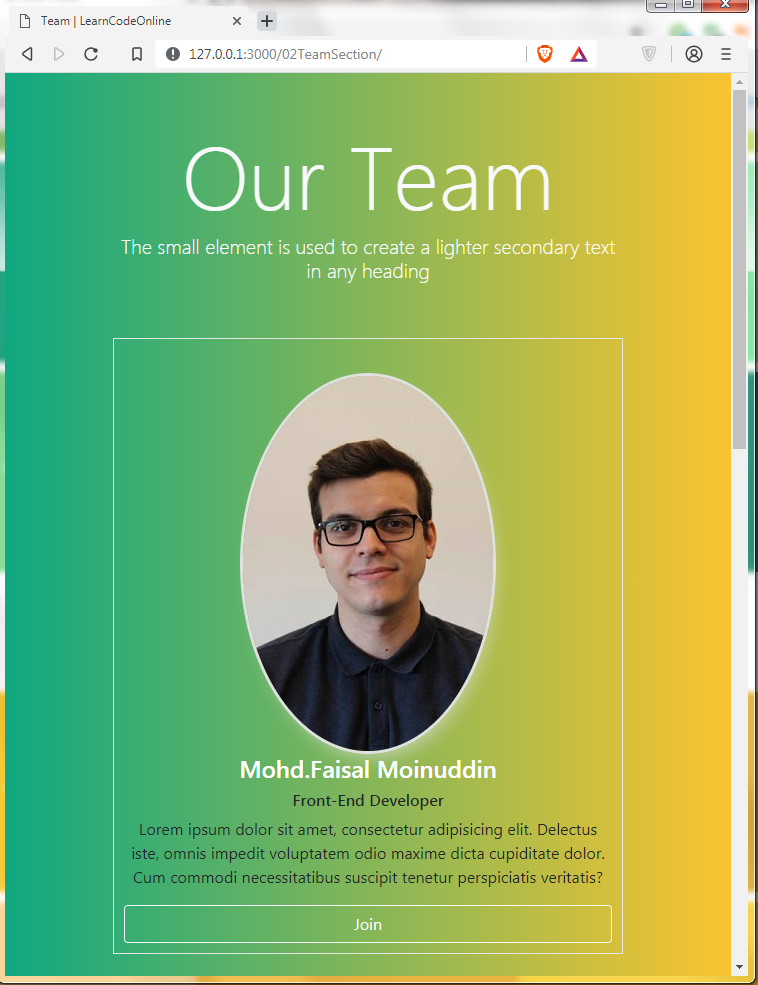 Team | LearnCodeOnline
127.0.0.1:3000/02TeamSection/
Our Team
The small element is used to create a lighter secondary text
in any heading
Mohd.Faisal Moinuddin
Front-End Developer
Lorem ipsum dolor sit amet, consectetur adipisicing elit. Delectus
iste, omnis impedit voluptatem odio maxime dicta cupiditate dolor.
Cum commodi necessitatibus suscipit tenetur perspiciatis veritatis?
Join